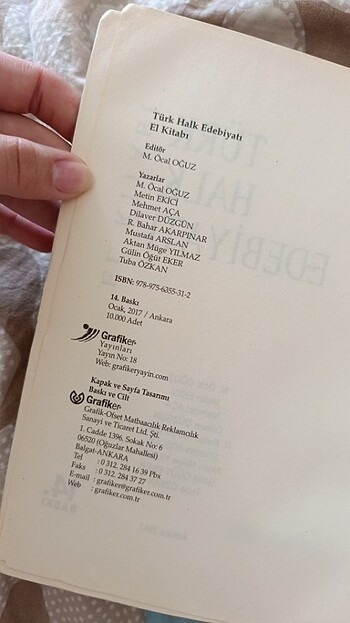 Türk Halk Edebiyatı
El Kitabı
Editör
M. Öcal OĞUZ
Yazarlar
M. Öcal OĞUZ
Metin EKİCİ
Mehmet AÇA
Dilaver DÜZGÜN
R. Bahar AKARPINAR
Mustafa ARSLAN
Aktan Müge YILMAZ
Gülin Öğüt EKER
Tuba ÖZKAN
ISBN: 978-975-6355-31-2
14. Baskı
Ocak, 2017 / Ankara
10.000 Adet
Grafiker
Yayınları
Yayın No: 18
Web: grafikeryayin.com
Kapak ve Sayfa Tasarımı
Baskı ve Cilt
Grafiker
Grafik-Ofset Matbaacılık Reklamcılık
Sanayi ve Ticaret Ltd. Şti.
1. Cadde 1396. Sokak No: 6
06520 (Oğuzlar Mahallesi)
Balgat-ANKARA
Tel : 0 312. 284 16 39 Pbx
Faks : 0 312. 284 37 27
E-mail : grafiker@grafiker.com.tr
Web : grafiker.com.tr